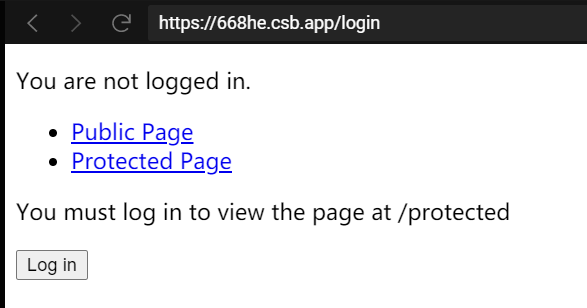 https://668he.csb.app/login
You are not logged in.
Public Page
Protected Page
You must log in to view the page at /protected
Log in